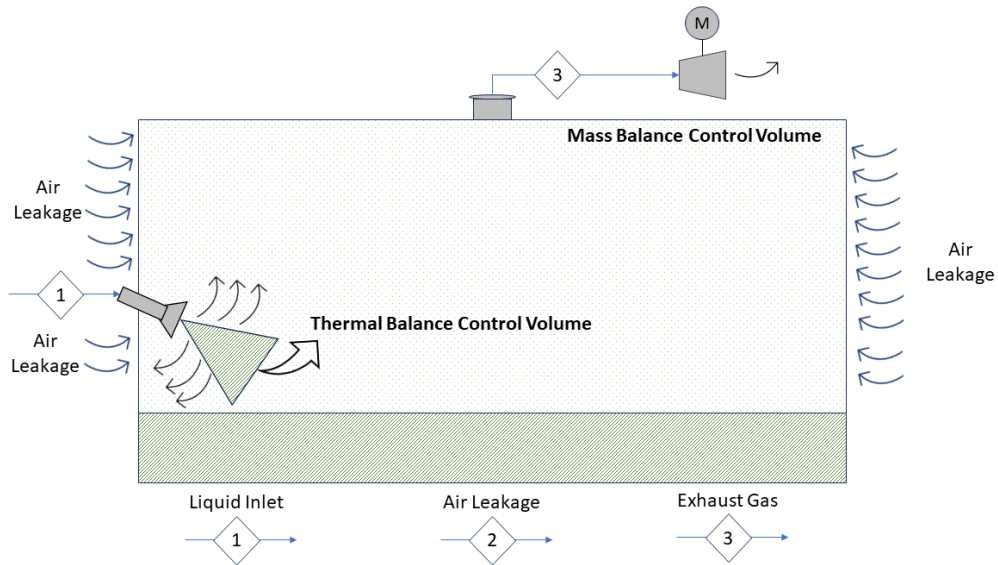 M
3
Mass Balance Control Volume
Air
Leakage
Air
Leakage
1
Thermal Balance Control Volume
Air
Leakage
Liquid Inlet
Air Leakage
Exhaust Gas
1
2
3